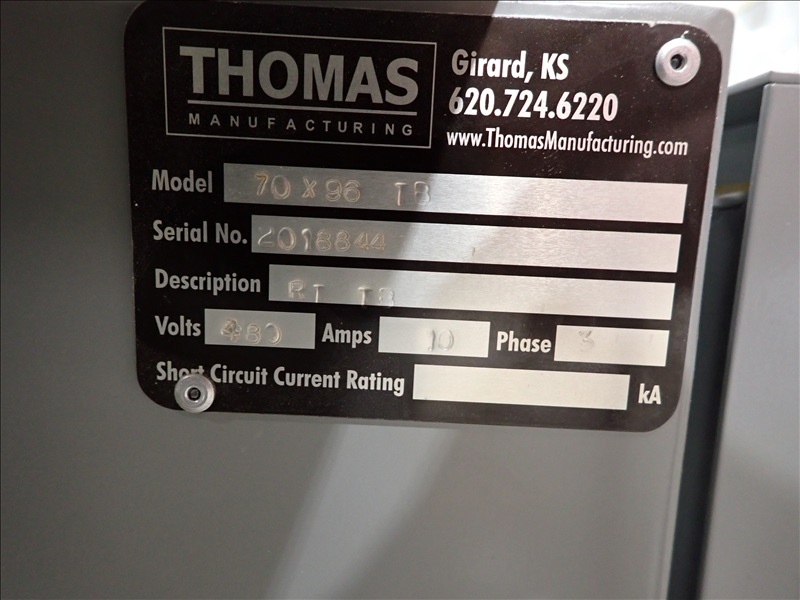 THOMAS
MANUFACTURING
Girard, KS
620.724.6220
www.ThomasManufacturing.com
Model 70 X 96 TB
Serial No. 2018844
Description RT TB
Volts 480 Amps 10 Phase 3
Short Circuit Current Rating kA